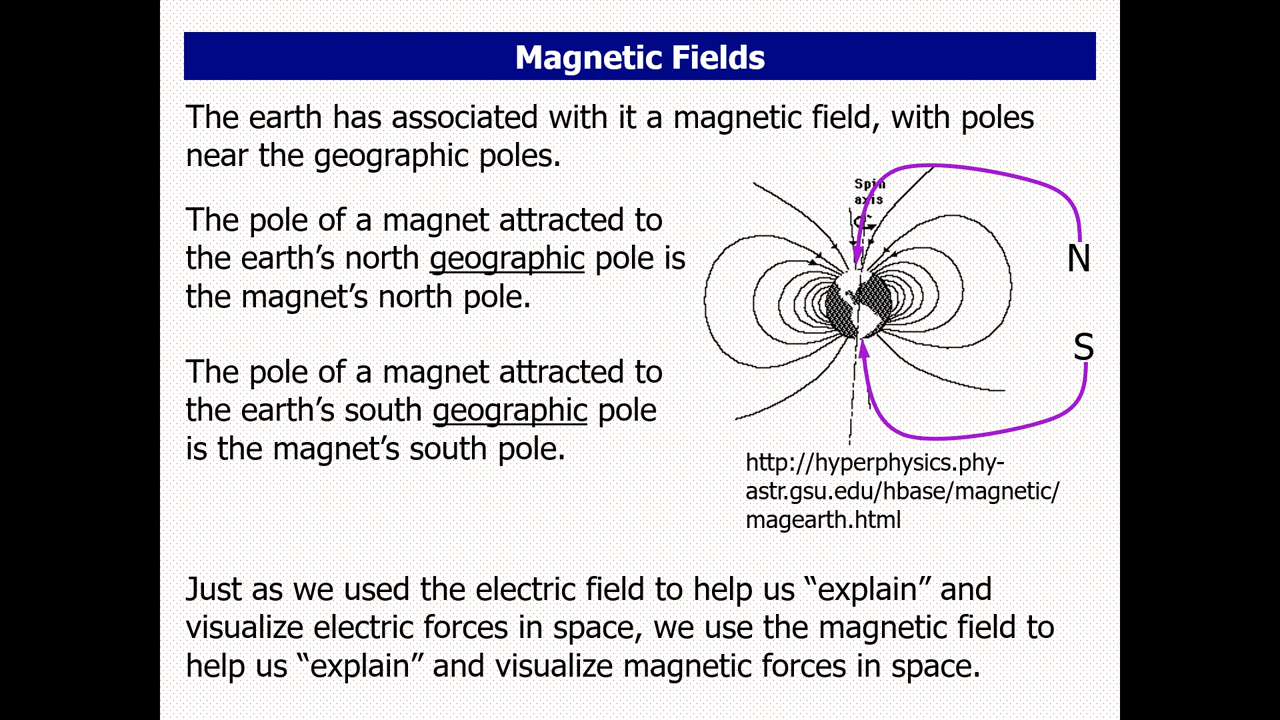 Magnetic Fields
The earth has associated with it a magnetic field, with poles
near the geographic poles.
The pole of a magnet attracted to
the earth’s north geographic pole is
the magnet’s north pole.
The pole of a magnet attracted to
the earth’s south geographic pole
is the magnet’s south pole.
Spin
axis
N
S
http://hyperphysics.phy-
astr.gsu.edu/hbase/magnetic/
magearth.html
Just as we used the electric field to help us “explain” and
visualize electric forces in space, we use the magnetic field to
help us “explain” and visualize magnetic forces in space.